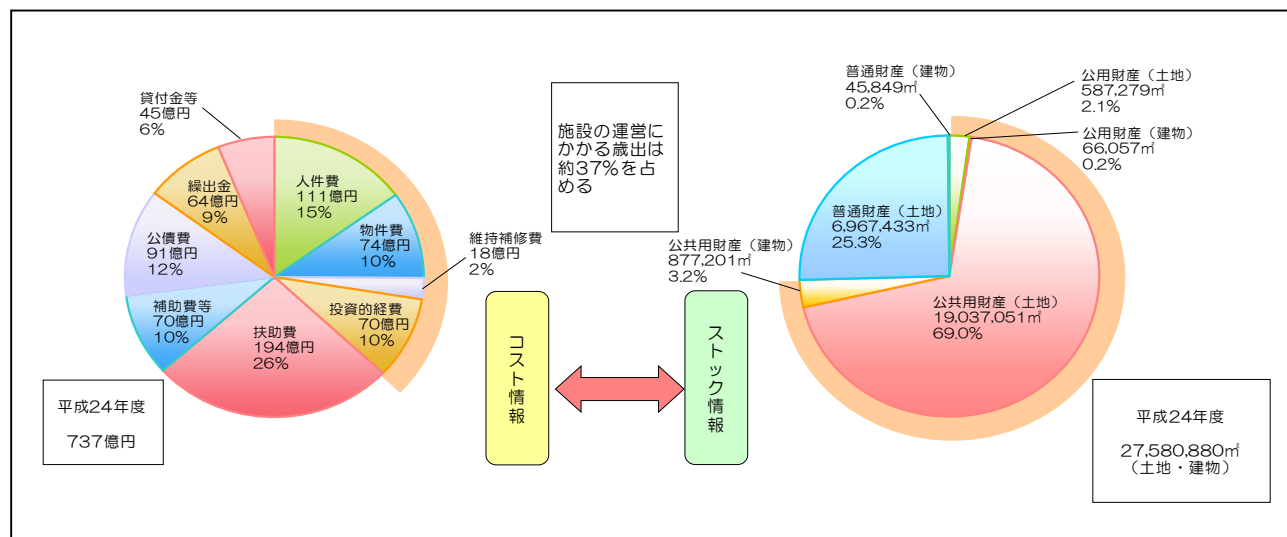 貸付金等
45億円
6%
繰出金
64億円
9%
公債費
91億円
12%
補助費等
70億円
10%
扶助費
194億円
26%
人件費
111億円
15%
物件費
74億円
10%
維持補修費
18億円
2%
投資的経費
70億円
10%
平成24年度
737億円
施設の運営に
かかる歳出は
約37%を占
める
コスト情報
ストック情報
普通財産（建物）
45,849㎡
0.2%
公用財産（土地）
587,279㎡
2.1%
公用財産（建物）
66,057㎡
0.2%
普通財産（土地）
6,967,433㎡
25.3%
公共用財産（建物）
877,201㎡
3.2%
公共用財産（土地）
19,037,051㎡
69.0%
平成24年度
27,580,880㎡
（土地・建物）